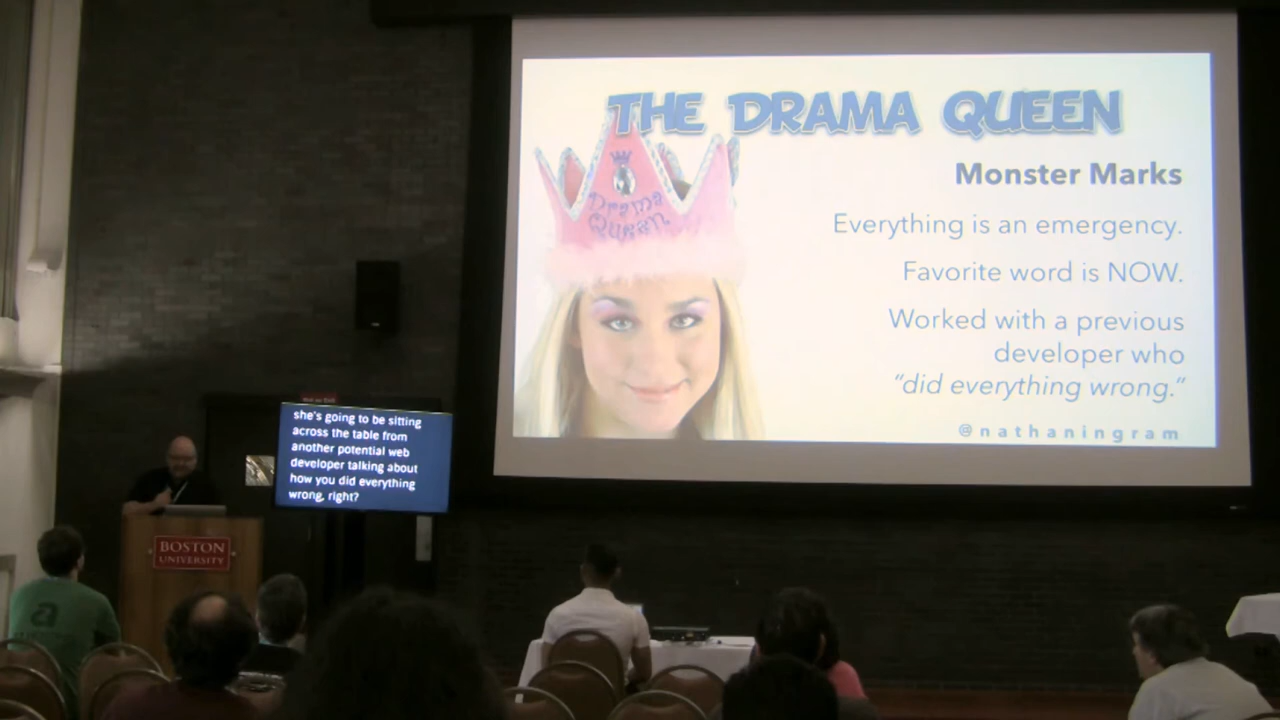 THE DRAMA QUEEN
Drama
Queen
Monster Marks
Everything is an emergency.
Favorite word is NOW.
Worked with a previous
developer who
“did everything wrong.”
@nathaningram
she's going to be sitting
across the table from
another potential web
developer talking about
how you did everything
wrong, right?
BOSTON
UNIVERSITY
a